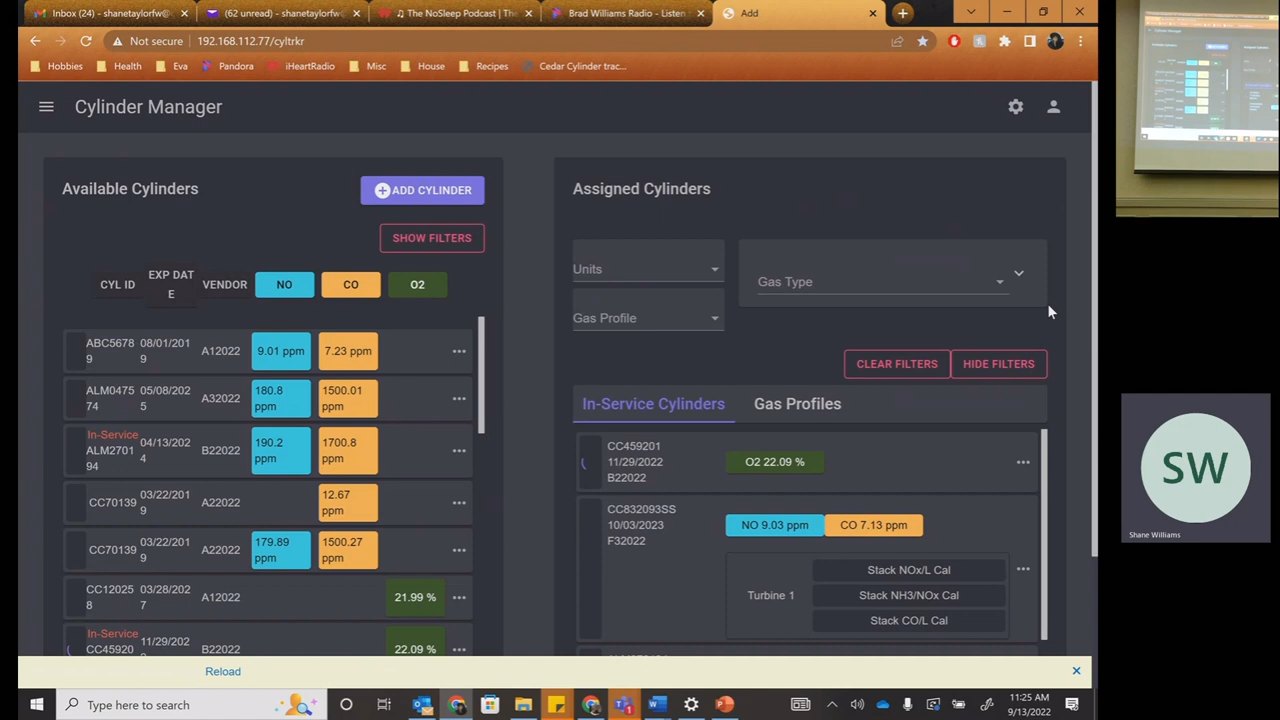 Inbox (24) - shanetaylorfw@
(62 unread) - shanetaylorfw@
♫ The NoSleep Podcast | The
Brad Williams Radio - Listen
Add
Not secure
192.168.112.77/cyltrkr
Hobbies
Health
Eva
Pandora
iHeartRadio
Misc
House
Recipes
Cedar Cylinder trac...
Cylinder Manager
Available Cylinders
ADD CYLINDER
SHOW FILTERS
CYL ID
EXP DAT
E
VENDOR
NO
CO
O2
ABC5678
9
08/01/201
9
A12022
9.01 ppm
7.23 ppm
ALM0475
74
05/08/202
5
A32022
180.8
ppm
1500.01
ppm
In-Service
ALM2701
94
04/13/202
4
B22022
190.2
ppm
1700.8
ppm
CC70139
03/22/201
9
A22022
12.67
ppm
CC70139
03/22/201
9
A22022
179.89
ppm
1500.27
ppm
CC12025
8
03/28/202
7
A12022
21.99 %
In-Service
CC45920
11/29/202
B22022
22.09 %
Assigned Cylinders
Units
Gas Type
Gas Profile
CLEAR FILTERS
HIDE FILTERS
In-Service Cylinders
Gas Profiles
CC459201
11/29/2022
B22022
O2 22.09 %
CC832093SS
10/03/2023
F32022
NO 9.03 ppm
CO 7.13 ppm
Turbine 1
Stack NOx/L Cal
Stack NH3/NOx Cal
Stack CO/L Cal
Reload
Type here to search
11:25 AM
9/13/2022
SW
Shane Williams